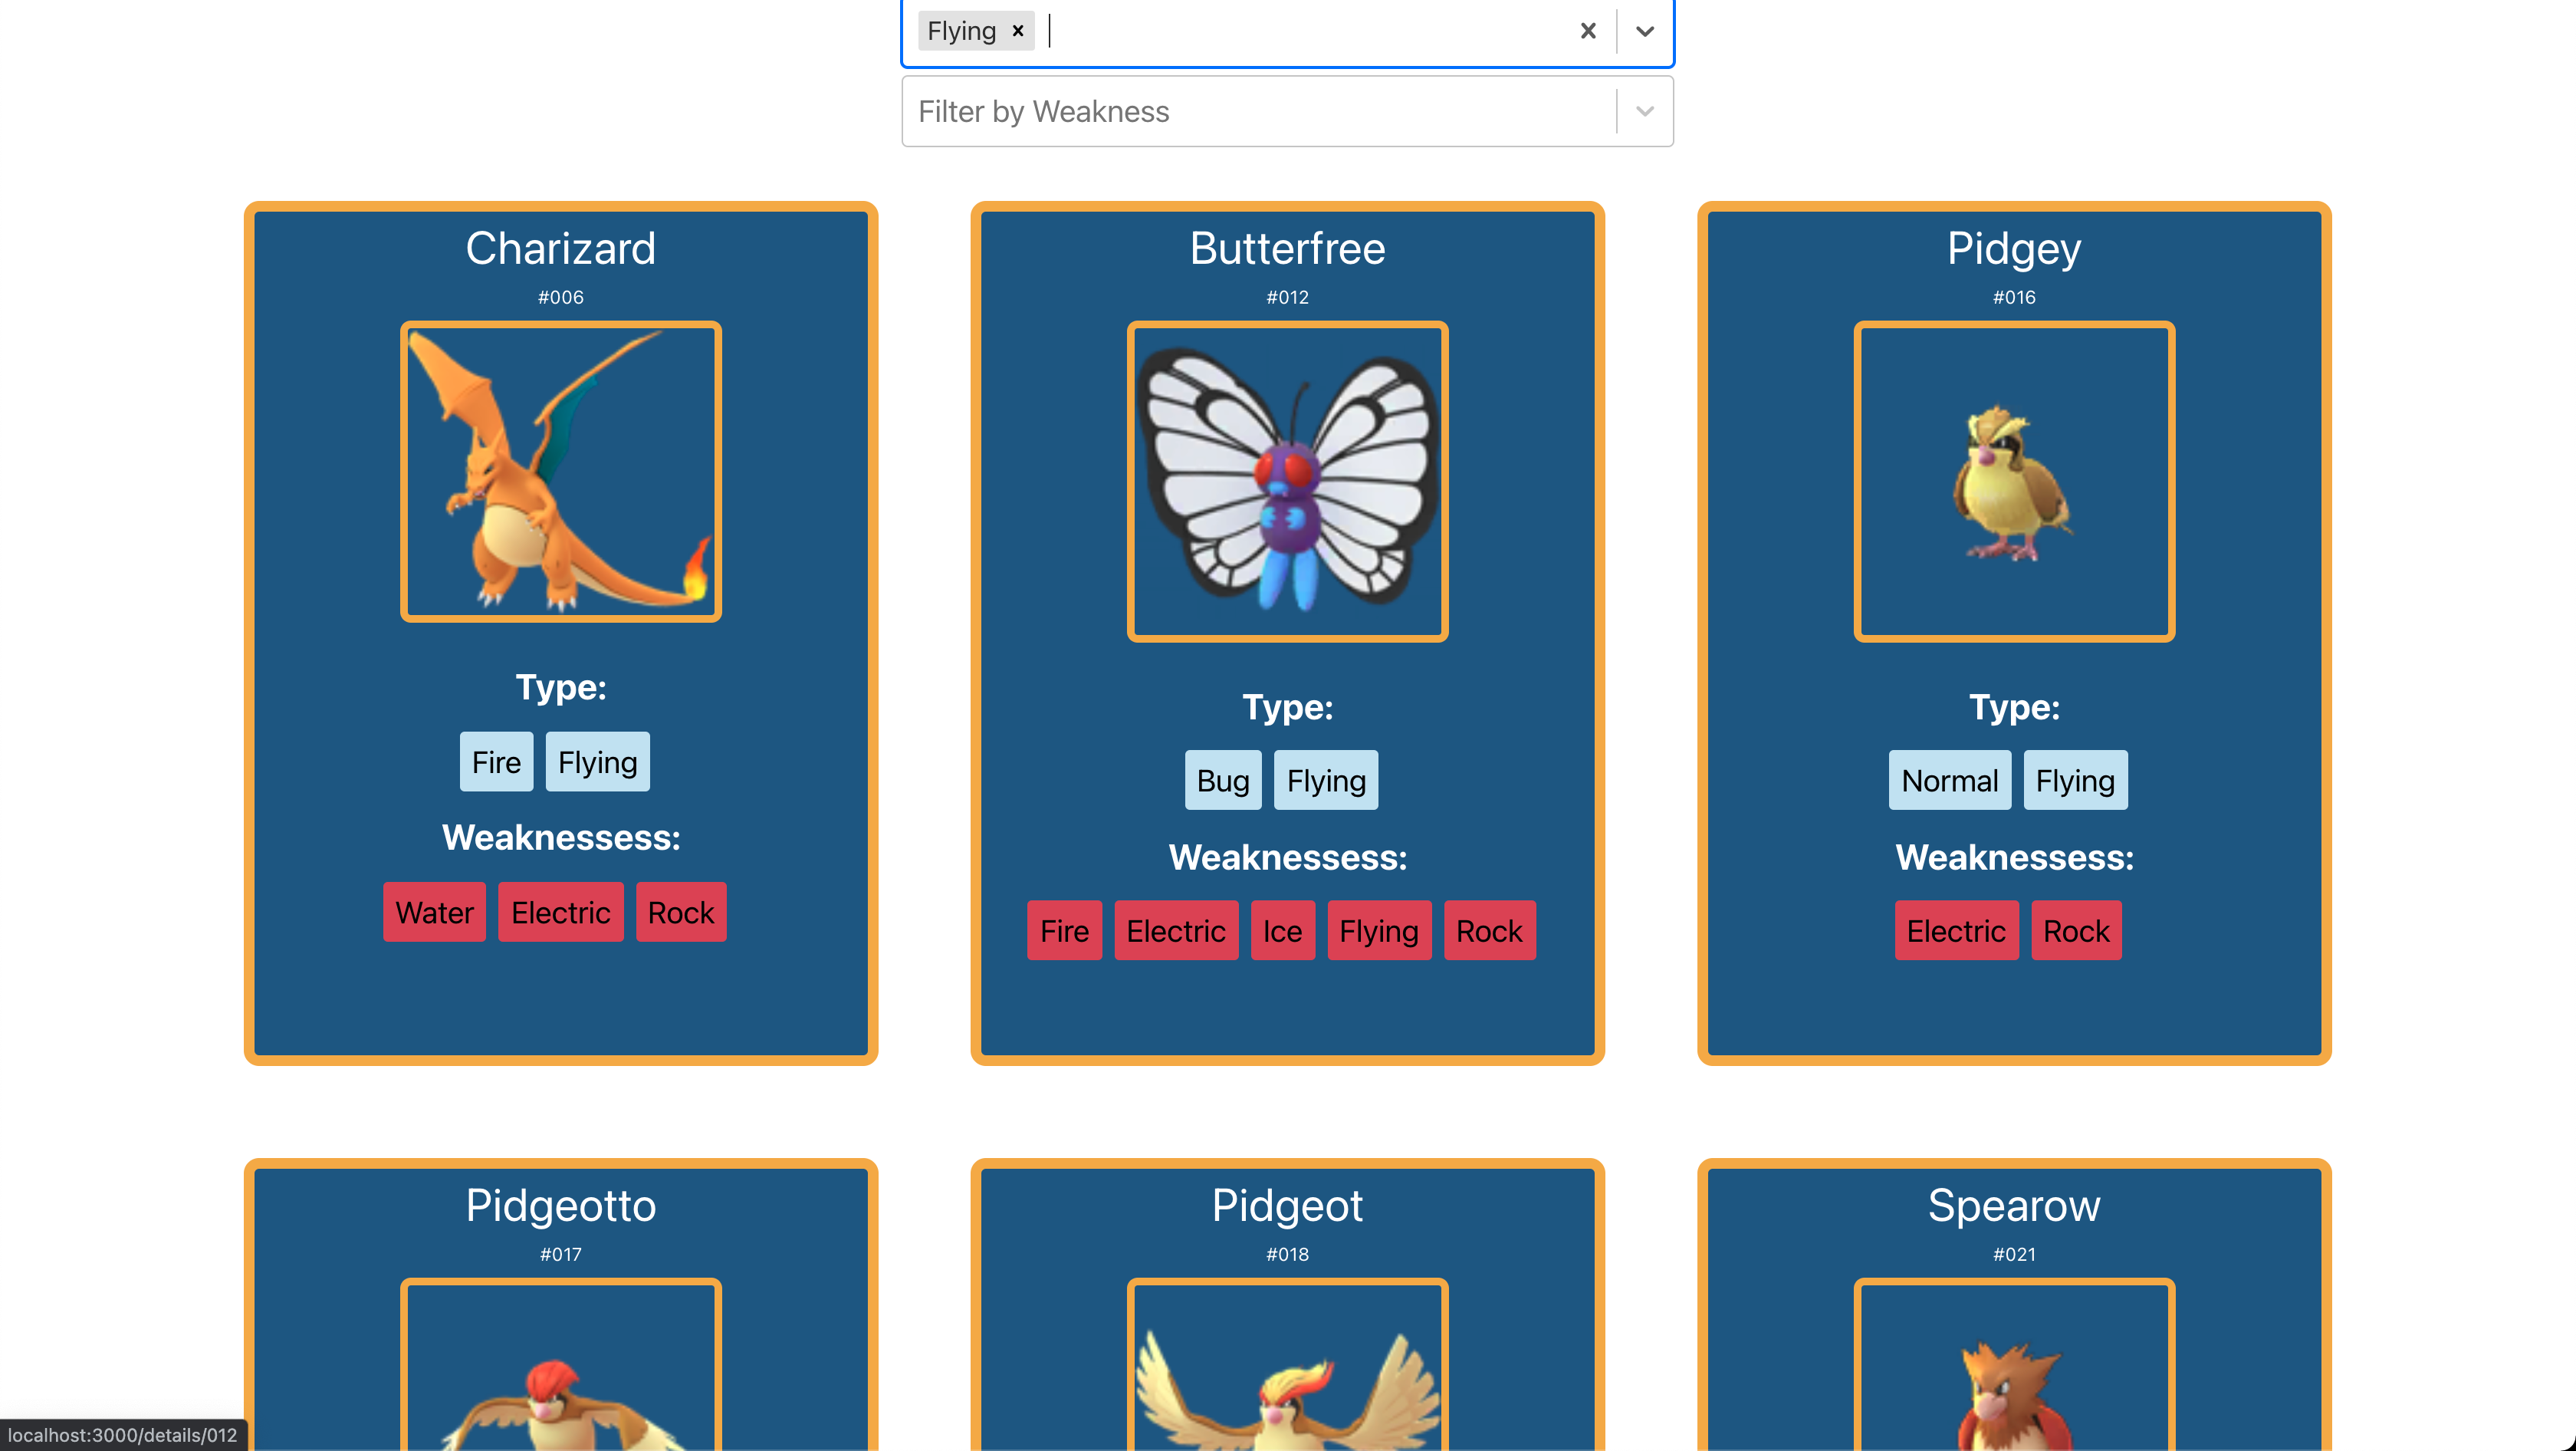 Flying
Filter by Weakness
Charizard
#006
Type:
Fire Flying
Weaknessess:
Water Electric Rock
Butterfree
#012
Type:
Bug Flying
Weaknessess:
Fire Electric Ice Flying Rock
Pidgey
#016
Type:
Normal Flying
Weaknessess:
Electric Rock
Pidgeotto
#017
Pidgeot
#018
Spearow
#021
localhost:3000/details/012